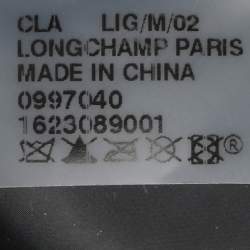 CLA LIG/M/02
LONGCHAMP PARIS
MADE IN CHINA
0997040
1623089001
®